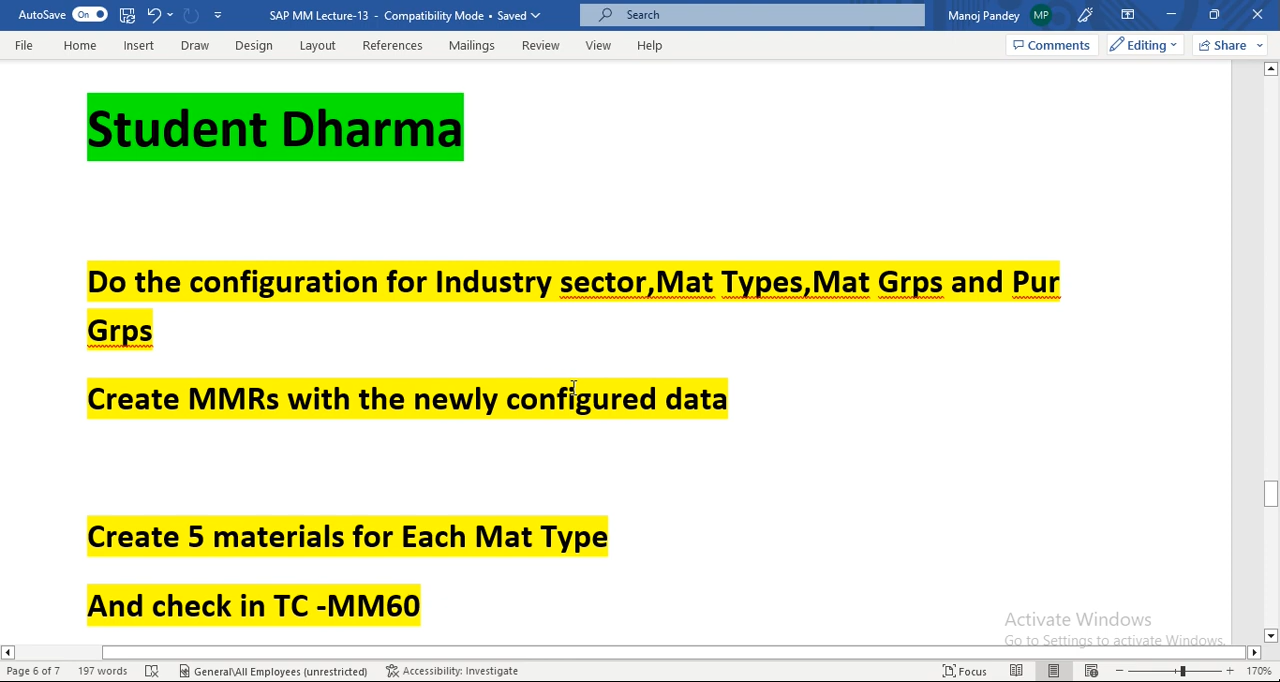 AutoSave On SAP MM Lecture-13 - Compatibility Mode • Saved Search Manoj Pandey MP
File Home Insert Draw Design Layout References Mailings Review View Help Comments Editing Share
Student Dharma
Do the configuration for Industry sector,Mat Types,Mat Grps and Pur
Grps
Create MMRs with the newly configured data
Create 5 materials for Each Mat Type
And check in TC -MM60
Activate Windows
Go to Settings to activate Windows.
Page 6 of 7 197 words General\All Employees (unrestricted) Accessibility: Investigate Focus 170%